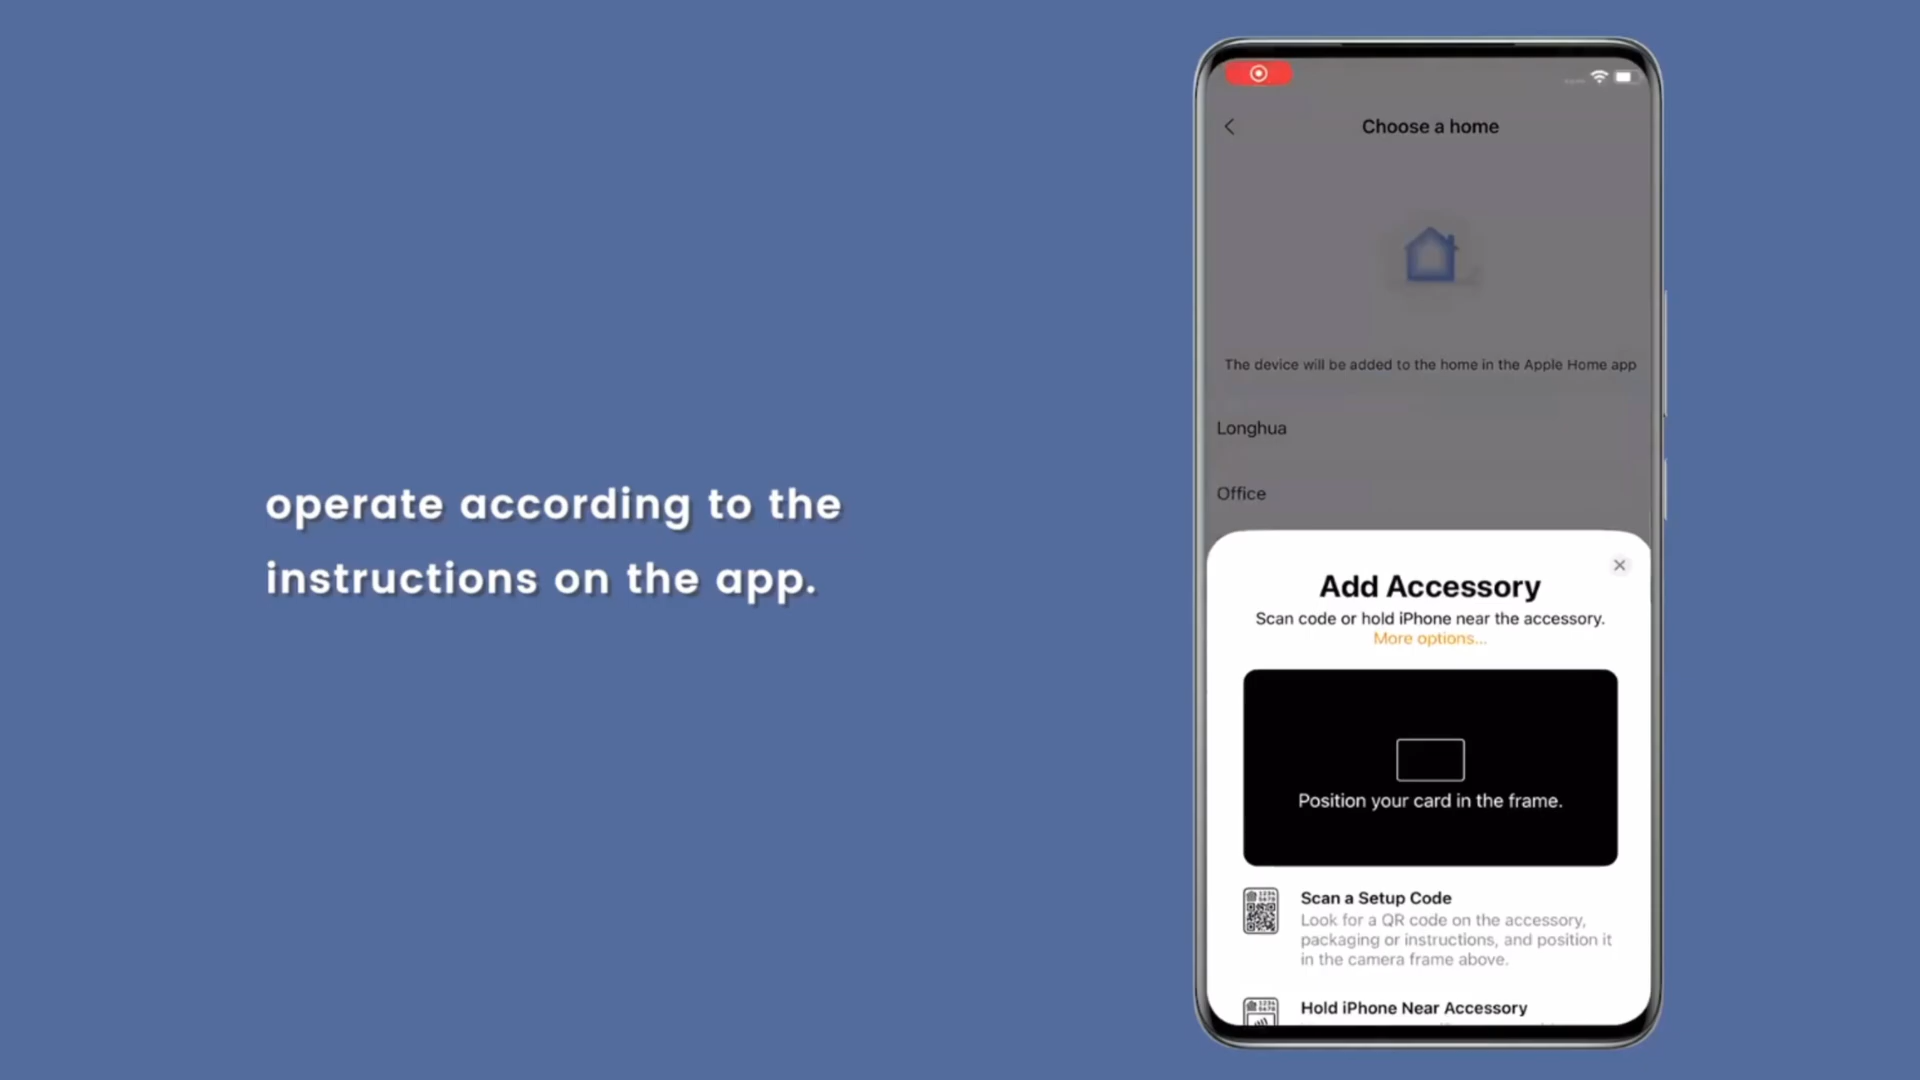 operate according to the
instructions on the app.
Choose a home
The device will be added to the home in the Apple Home app
Longhua
Office
Add Accessory
Scan code or hold iPhone near the accessory.
More options...
Position your card in the frame.
Scan a Setup Code
Look for a QR code on the accessory,
packaging or instructions, and position it
in the camera frame above.
Hold iPhone Near Accessory